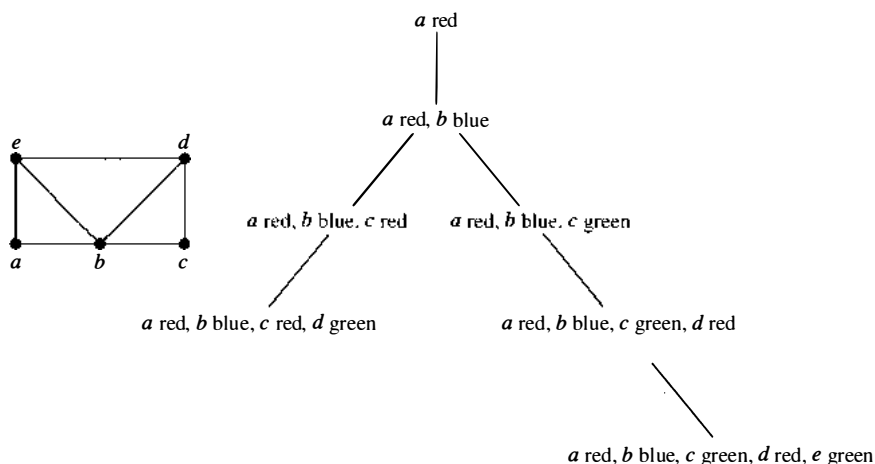 a red
a red, b blue
e
d
a red, b blue, c red
a red, b blue, c green
a
b
c
a red, b blue, c red, d green
a red, b blue, c green, d red
a red, b blue, c green, d red, e green